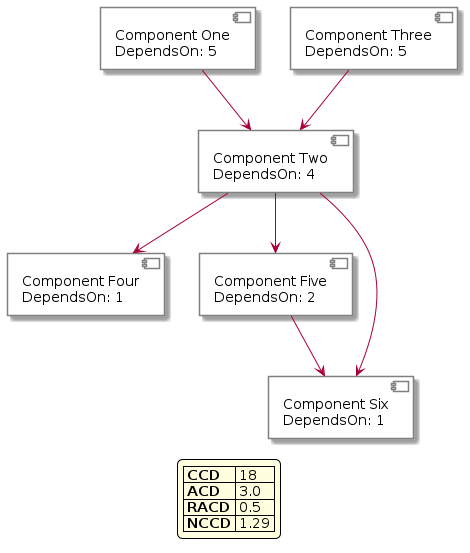 Component One
DependsOn: 5
Component Three
DependsOn: 5
Component Two
DependsOn: 4
Component Four
DependsOn: 1
Component Five
DependsOn: 2
Component Six
DependsOn: 1
CCD 18
ACD 3.0
RACD 0.5
NCCD 1.29